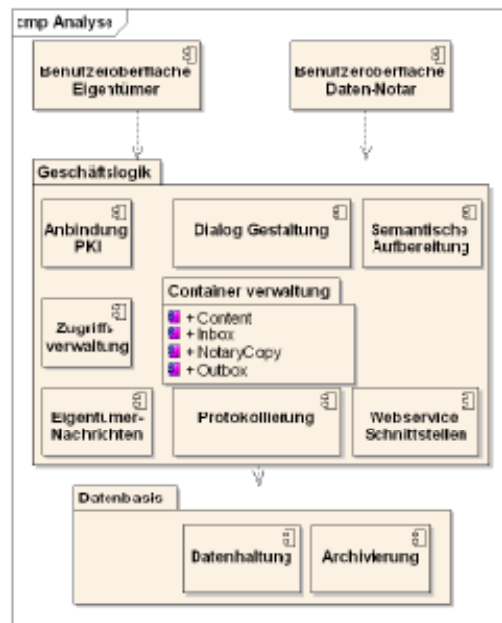 cmp Analyse
Benutzeroberfläche
Eigentümer
Benutzeroberfläche
Daten-Notar
Geschäftslogik
Anbindung
PKI
Dialog Gestaltung
Semantische
Aufbereitung
Zugriffs
verwaltung
Container verwaltung
+ Content
+ Inbox
+ NotaryCopy
+ Outbox
Eigentümer-
Nachrichten
Protokollierung
Webservice
Schnittstellen
Datenbasis
Datenhaltung
Archivierung